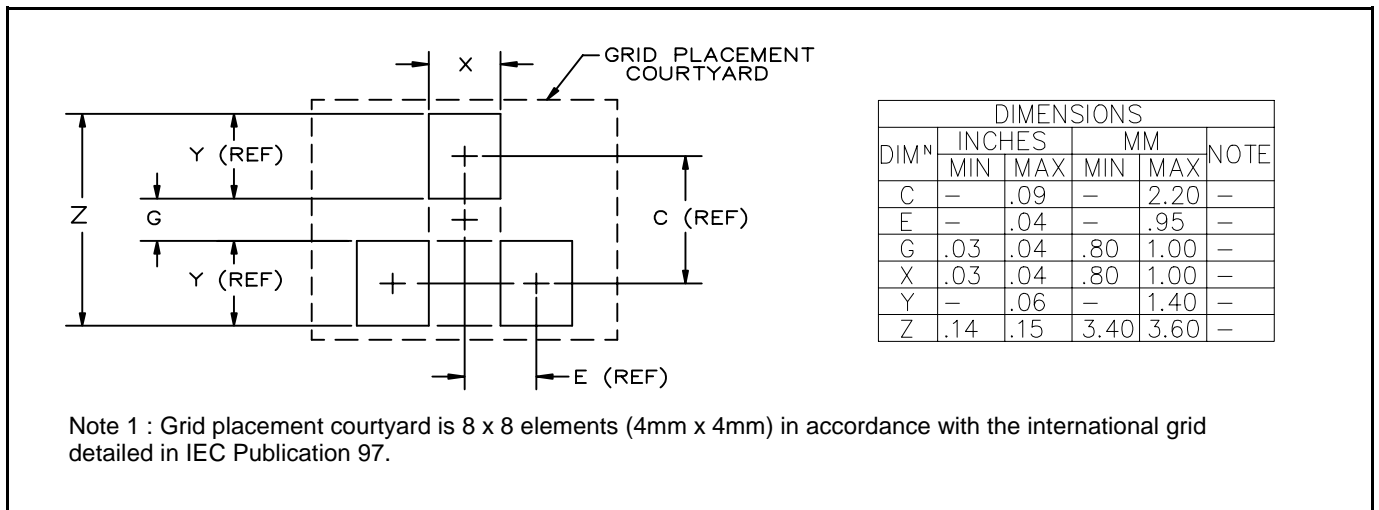 GRID PLACEMENT
COURTYARD
X
Y (REF)
Z
G
C (REF)
Y (REF)
E (REF)
DIMENSIONS
DIMᴺ INCHES MM NOTE
MIN MAX MIN MAX
C – .09 – 2.20 –
E – .04 – .95 –
G .03 .04 .80 1.00 –
X .03 .04 .80 1.00 –
Y – .06 – 1.40 –
Z .14 .15 3.40 3.60 –
Note 1 : Grid placement courtyard is 8 x 8 elements (4mm x 4mm) in accordance with the international grid
detailed in IEC Publication 97.